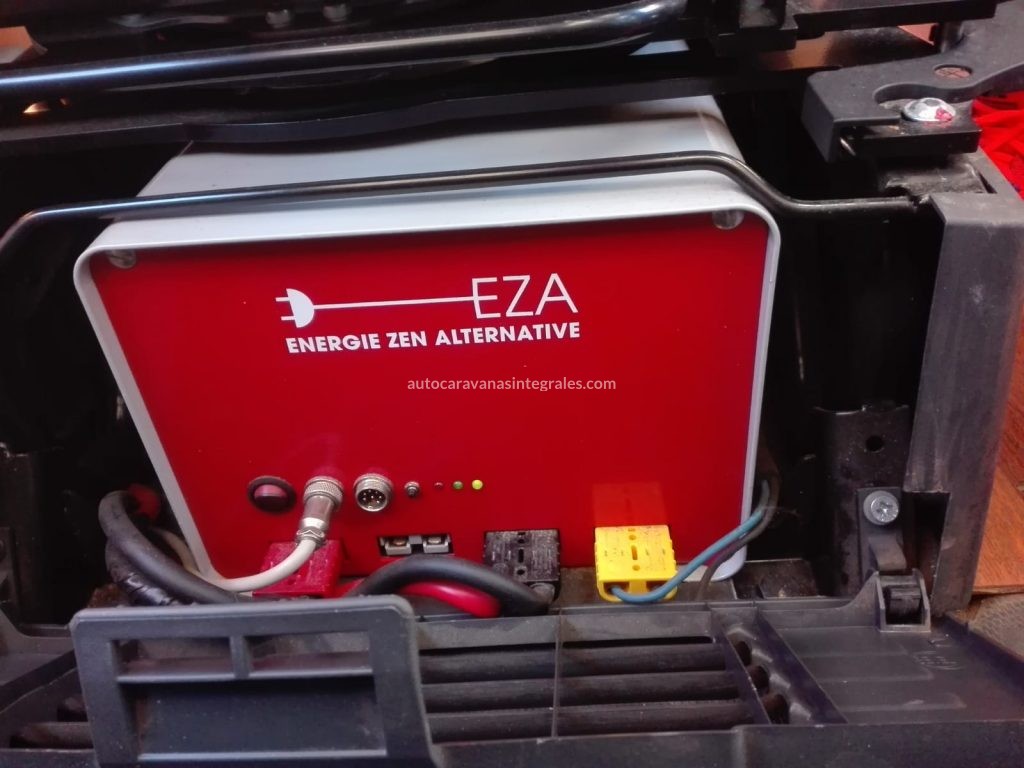 EZA
ENERGIE ZEN ALTERNATIVE
autocaravanasintegrales.com